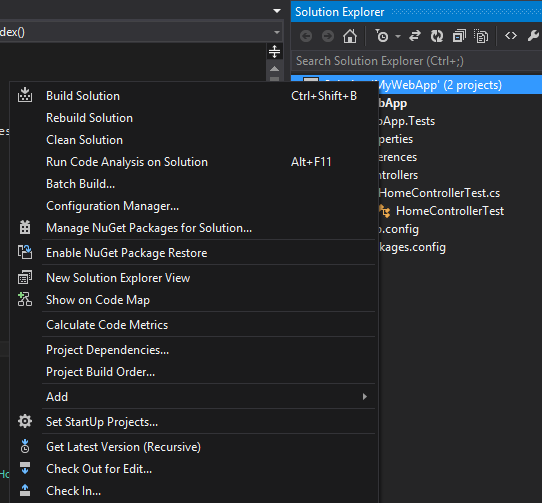 Solution Explorer
dex()
Search Solution Explorer (Ctrl+;)
'MyWebApp' (2 projects)
bApp
bApp.Tests
perties
erences
trollers
HomeControllerTest.cs
HomeControllerTest
.config
kages.config
es
Build Solution Ctrl+Shift+B
Rebuild Solution
Clean Solution
Run Code Analysis on Solution Alt+F11
Batch Build...
Configuration Manager...
Manage NuGet Packages for Solution...
Enable NuGet Package Restore
New Solution Explorer View
Show on Code Map
Calculate Code Metrics
Project Dependencies...
Project Build Order...
Add
Set StartUp Projects...
Get Latest Version (Recursive)
Check Out for Edit...
Check In...
Ho